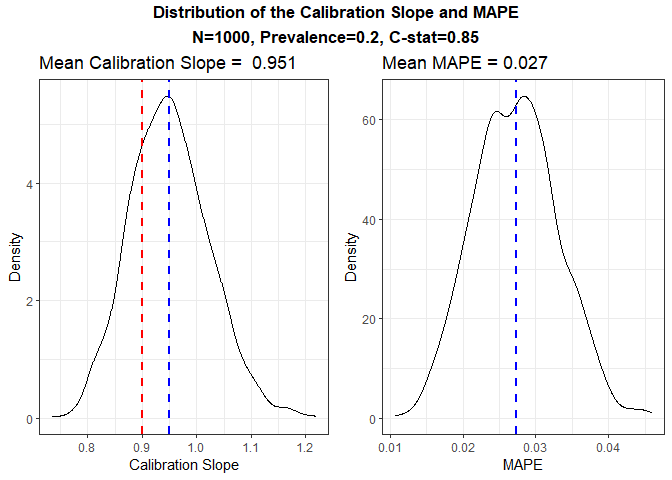 Distribution of the Calibration Slope and MAPE
N=1000, Prevalence=0.2, C-stat=0.85
Mean Calibration Slope =  0.951
Density
4
2
0
0.8 0.9 1.0 1.1 1.2
Calibration Slope
Mean MAPE = 0.027
Density
60
40
20
0
0.01 0.02 0.03 0.04
MAPE